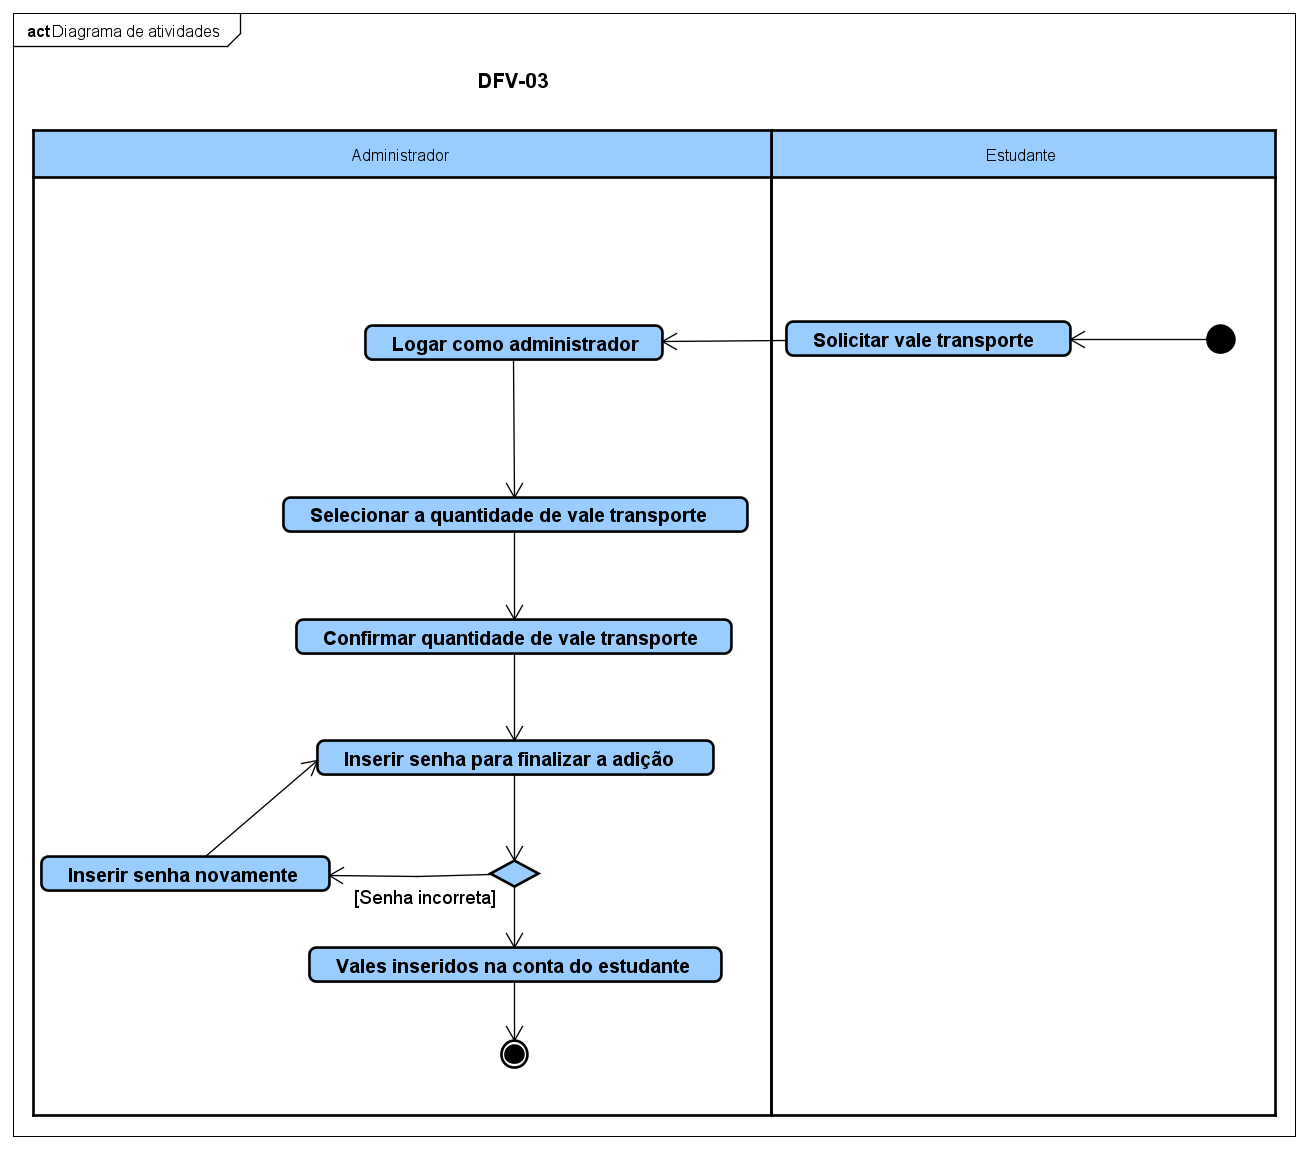 act Diagrama de atividades
DFV-03
Administrador
Estudante
Logar como administrador
Solicitar vale transporte
Selecionar a quantidade de vale transporte
Confirmar quantidade de vale transporte
Inserir senha para finalizar a adição
Inserir senha novamente
[Senha incorreta]
Vales inseridos na conta do estudante